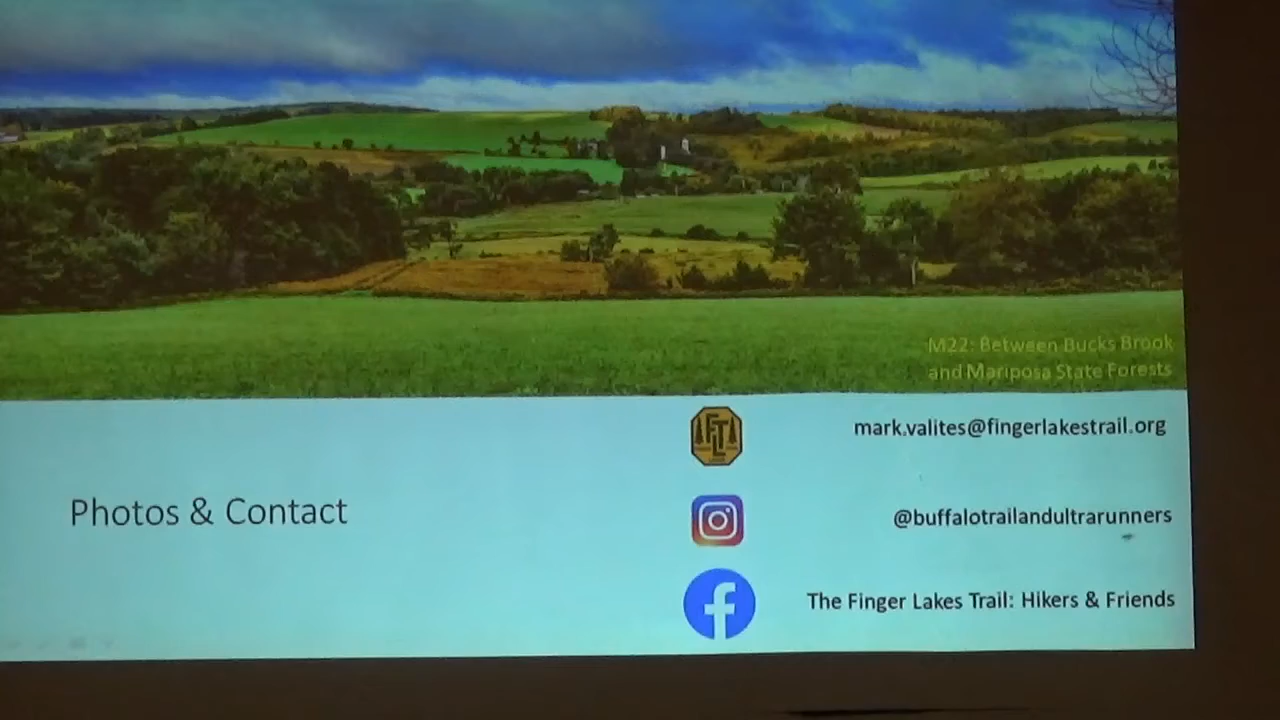 M22: Between Bucks Brook
and Mariposa State Forests
FLT
mark.valites@fingerlakestrail.org
Photos & Contact
@buffalotrailandultrarunners
The Finger Lakes Trail: Hikers & Friends